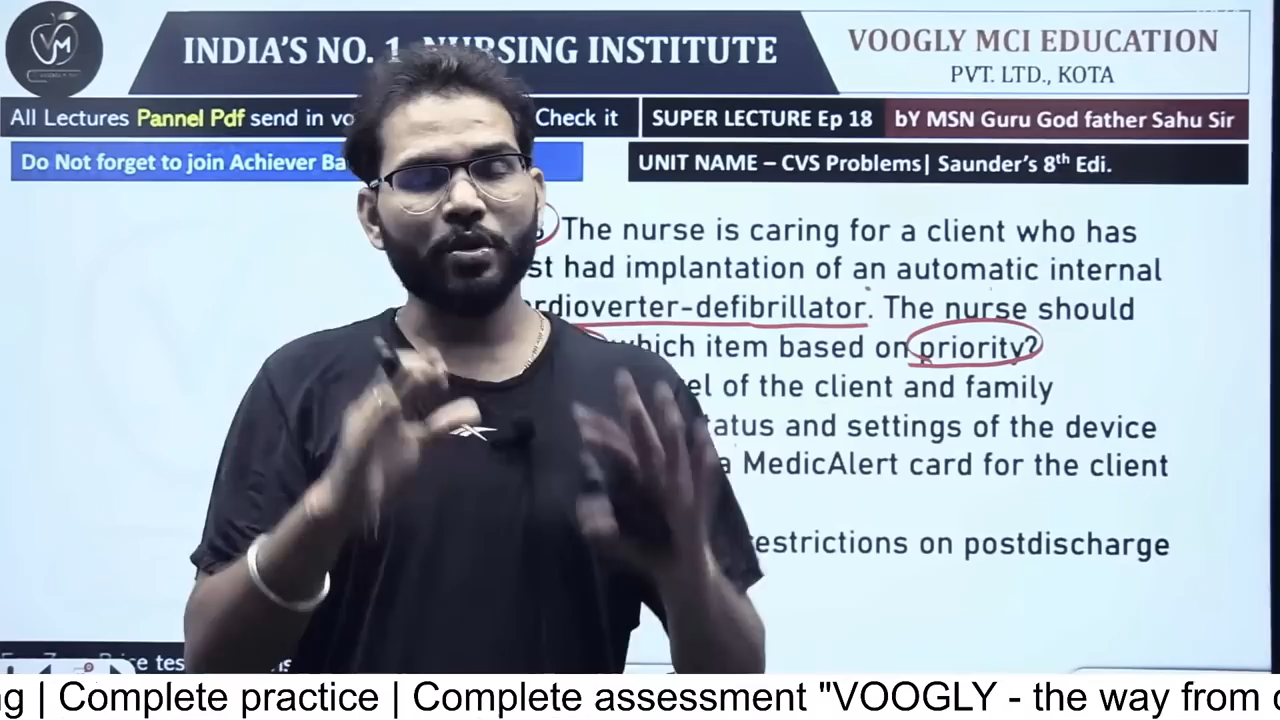 VM
INDIA'S NO. 1 NURSING INSTITUTE
VOOGLY MCI EDUCATION
PVT. LTD., KOTA
All Lectures Pannel Pdf send in vo Check it
SUPER LECTURE Ep 18
bY MSN Guru God father Sahu Sir
Do Not forget to join Achiever Ba
UNIT NAME – CVS Problems| Saunder's 8th Edi.
The nurse is caring for a client who has
st had implantation of an automatic internal
rdioverter-defibrillator. The nurse should
which item based on priority?
el of the client and family
tatus and settings of the device
a MedicAlert card for the client
estrictions on postdischarge
ng | Complete practice | Complete assessment "VOOGLY - the way from